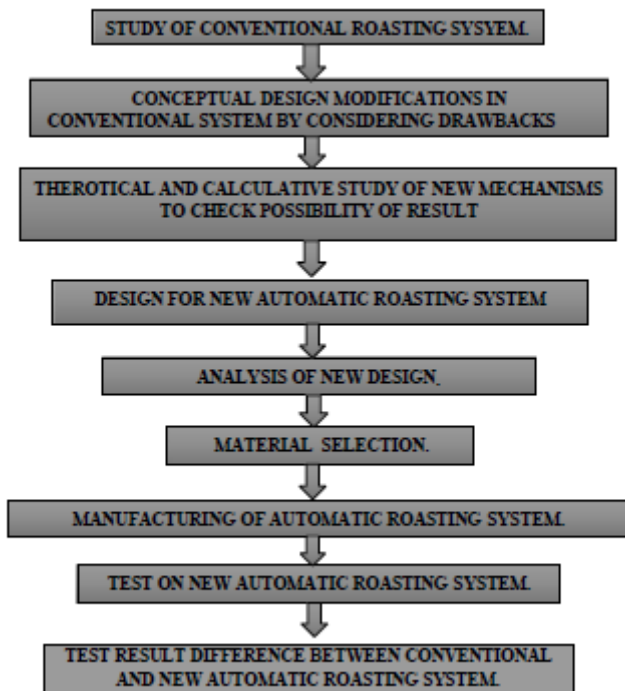 STUDY OF CONVENTIONAL ROASTING SYSYEM.
CONCEPTUAL DESIGN MODIFICATIONS IN
CONVENTIONAL SYSTEM BY CONSIDERING DRAWBACKS
THEROTICAL AND CALCULATIVE STUDY OF NEW MECHANISMS
TO CHECK POSSIBILITY OF RESULT
DESIGN FOR NEW AUTOMATIC ROASTING SYSTEM
ANALYSIS OF NEW DESIGN.
MATERIAL SELECTION.
MANUFACTURING OF AUTOMATIC ROASTING SYSTEM.
TEST ON NEW AUTOMATIC ROASTING SYSTEM.
TEST RESULT DIFFERENCE BETWEEN CONVENTIONAL
AND NEW AUTOMATIC ROASTING SYSTEM.